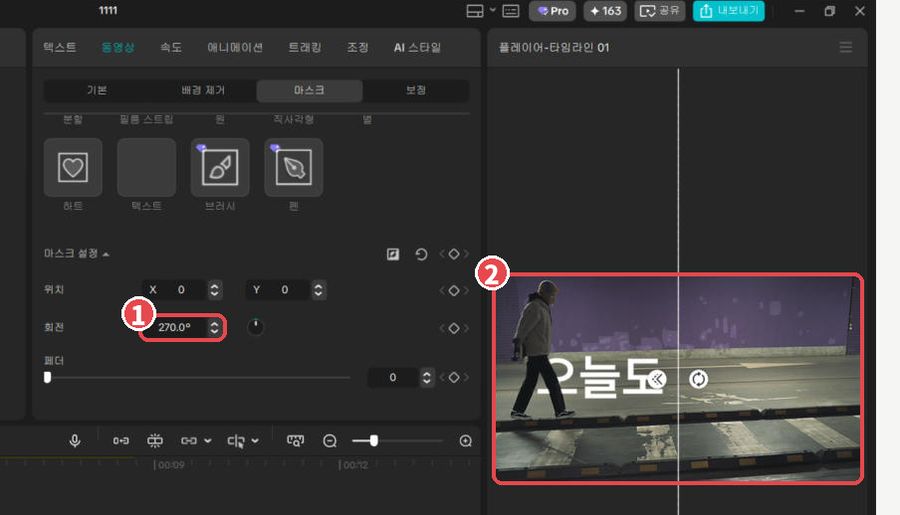 1111
Pro
163
공유
내보내기
텍스트 동영상 속도 애니메이션 트래킹 조정 AI 스타일
플레이어-타임라인 01
기본 배경 제거 마스크 보정
분할 필름 스트립 원 직사각형 별
하트 텍스트 브러시 펜
마스크 설정
위치 X 0 Y 0
1
회전 270.0°
페더
0
2
오늘도
00:09 00:12